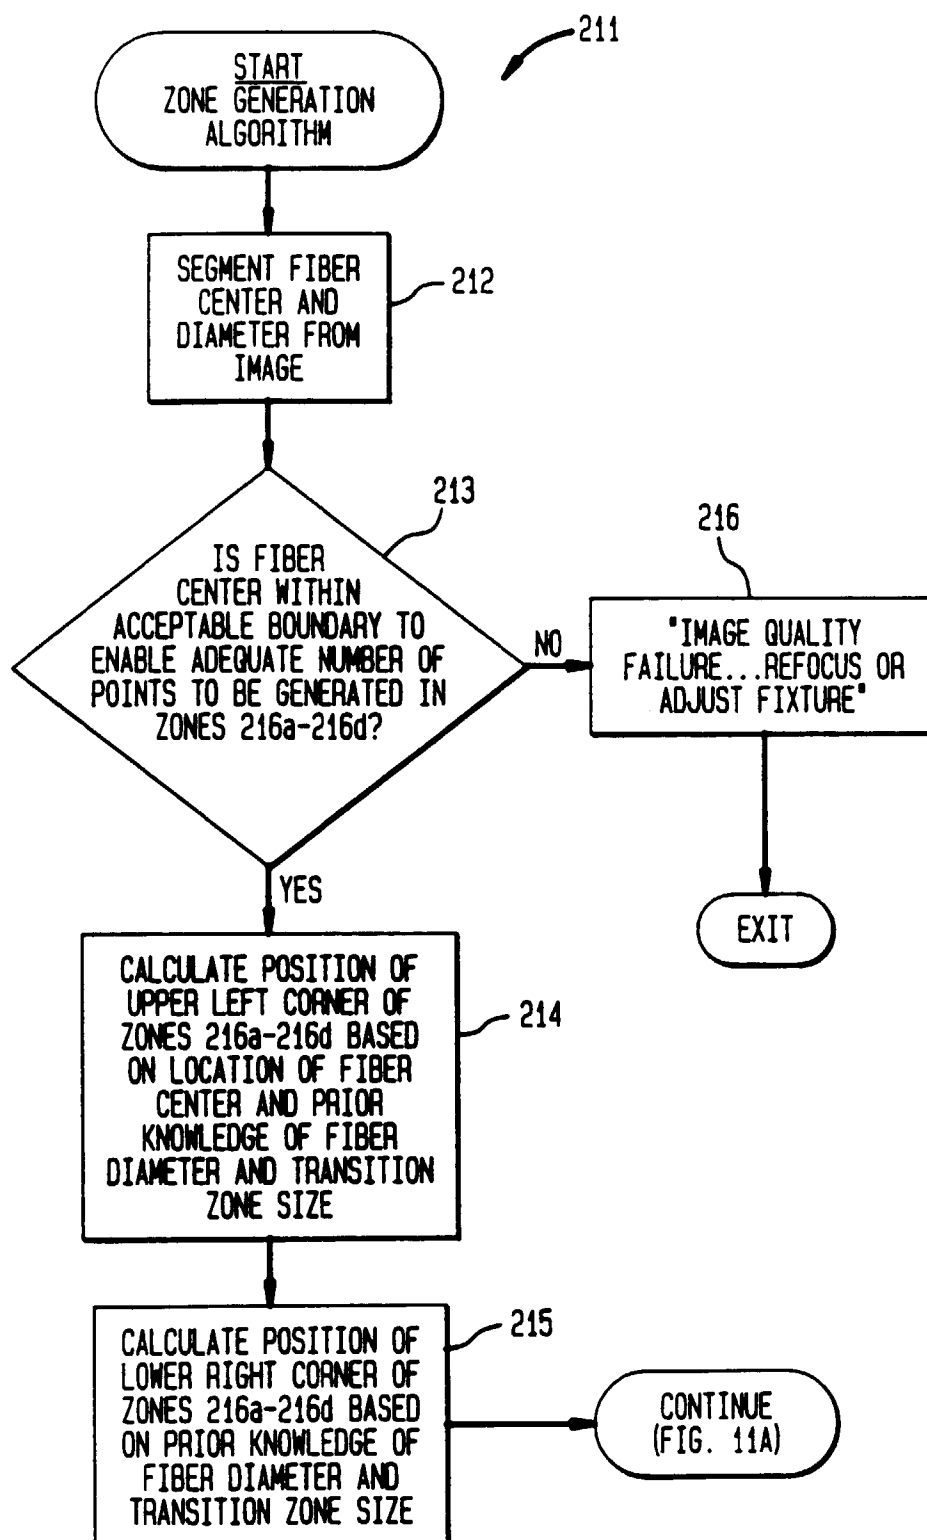 211
START
ZONE GENERATION
ALGORITHM
SEGMENT FIBER
CENTER AND
DIAMETER FROM
IMAGE
212
213
IS FIBER
CENTER WITHIN
ACCEPTABLE BOUNDARY TO
ENABLE ADEQUATE NUMBER OF
POINTS TO BE GENERATED IN
ZONES 216a-216d?
NO
216
"IMAGE QUALITY
FAILURE...REFOCUS OR
ADJUST FIXTURE"
EXIT
YES
CALCULATE POSITION OF
UPPER LEFT CORNER OF
ZONES 216a-216d BASED
ON LOCATION OF FIBER
CENTER AND PRIOR
KNOWLEDGE OF FIBER
DIAMETER AND TRANSITION
ZONE SIZE
214
CALCULATE POSITION OF
LOWER RIGHT CORNER OF
ZONES 216a-216d BASED
ON PRIOR KNOWLEDGE OF
FIBER DIAMETER AND
TRANSITION ZONE SIZE
215
CONTINUE
(FIG. 11A)